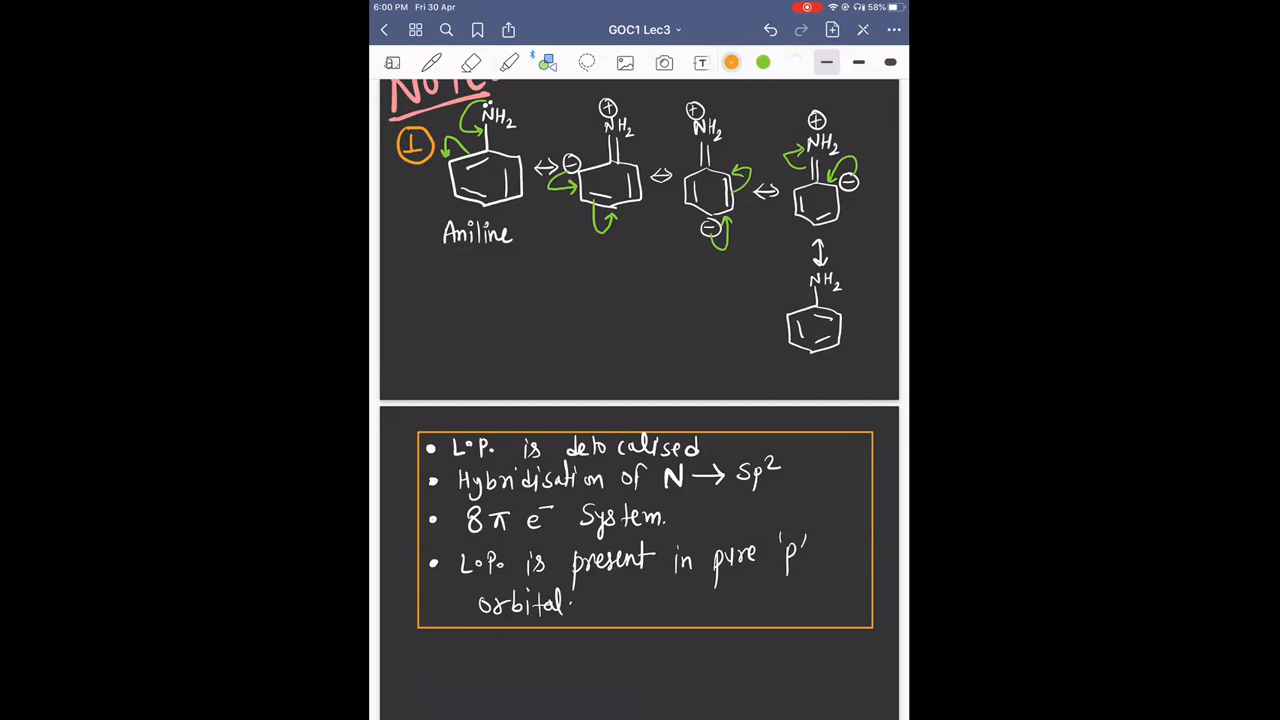 6:00 PM Fri 30 Apr
58%
GOC1 Lec3
T
Note:
1
NH2
⊕
NH2
⊕
NH2
⊕
NH2
⊖
⊖
⊖
Aniline
NH2
• L.P. is delocalised
• Hybridisation of N → Sp2
• 8π e− System.
• L.P. is present in pure 'p'
orbital.